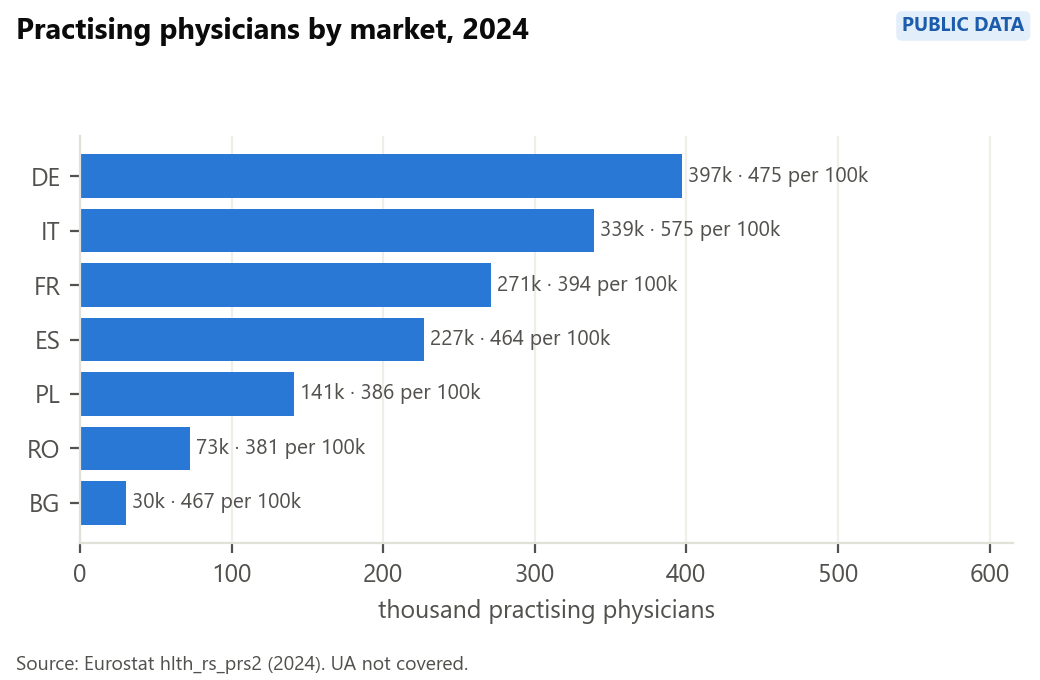 Practising physicians by market, 2024
PUBLIC DATA
DE 397k · 475 per 100k
IT 339k · 575 per 100k
FR 271k · 394 per 100k
ES 227k · 464 per 100k
PL 141k · 386 per 100k
RO 73k · 381 per 100k
BG 30k · 467 per 100k
0 100 200 300 400 500 600
thousand practising physicians
Source: Eurostat hlth_rs_prs2 (2024). UA not covered.